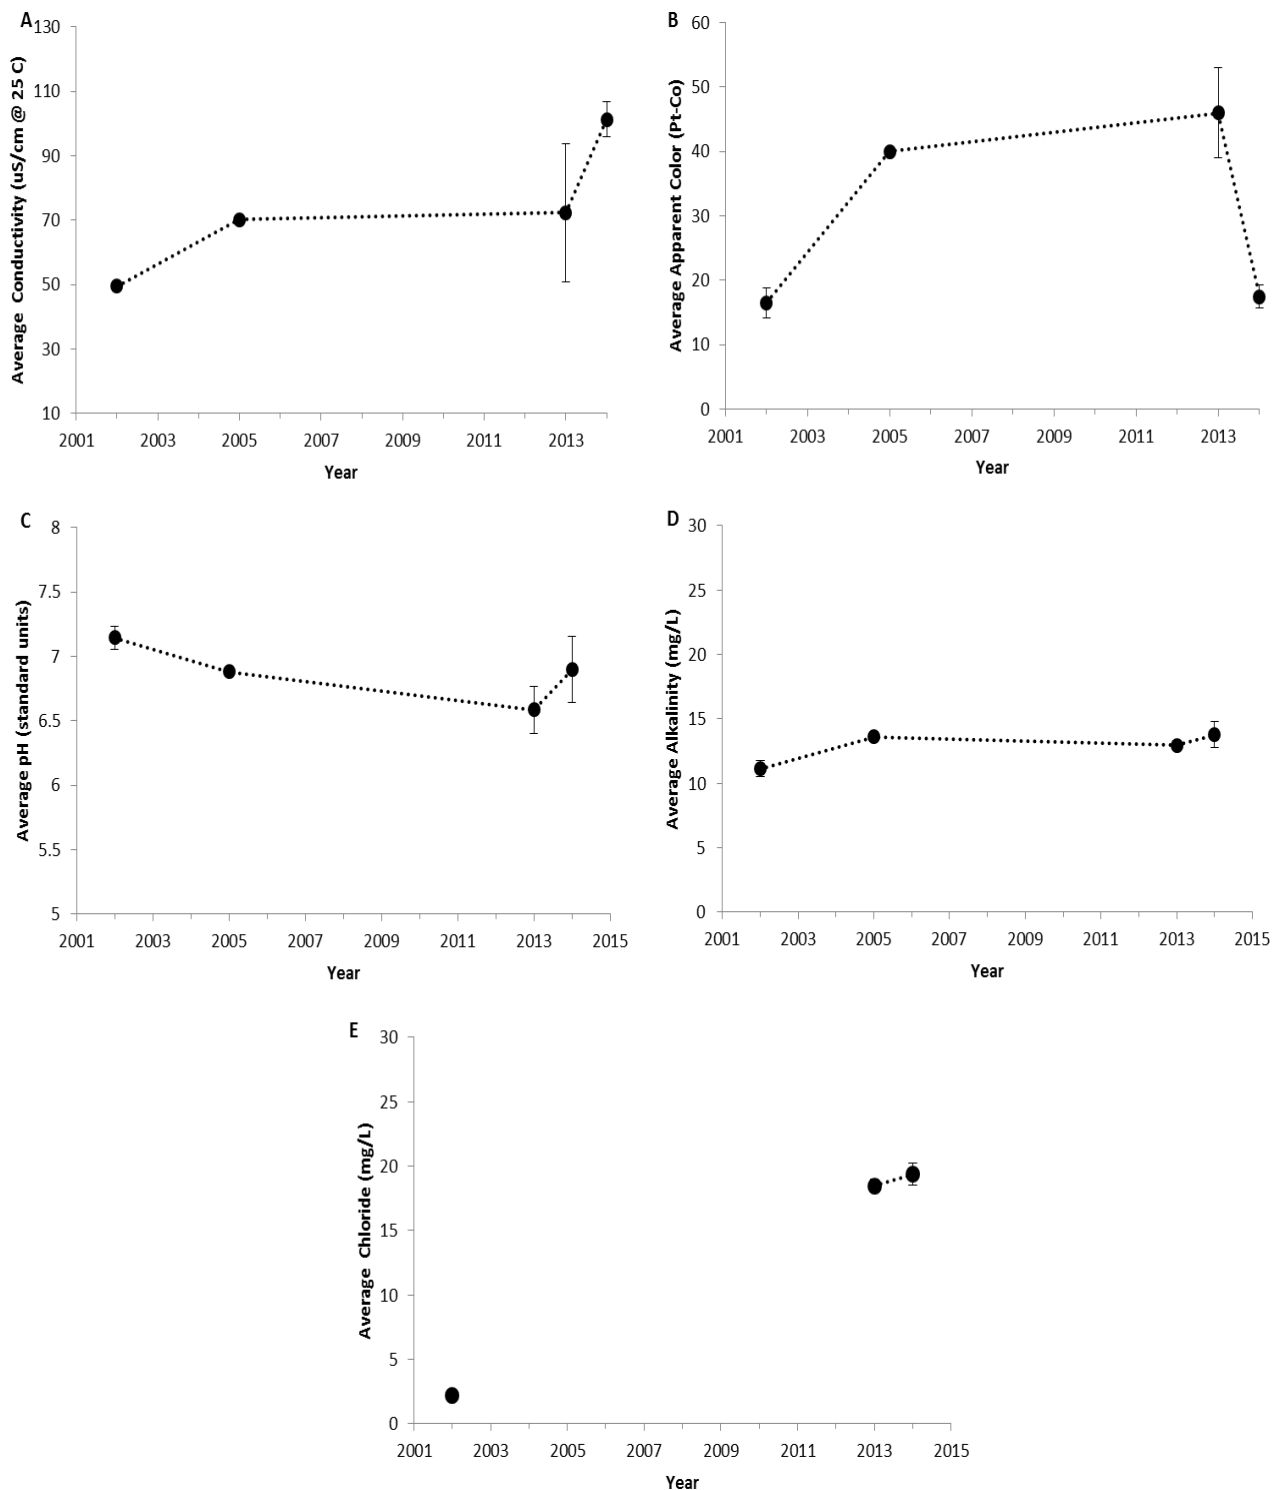 A
130
110
90
70
50
30
10
Average Conductivity (uS/cm @ 25 C)
2001 2003 2005 2007 2009 2011 2013
Year
B
60
50
40
30
20
10
0
Average Apparent Color (Pt-Co)
2001 2003 2005 2007 2009 2011 2013
Year
C
8
7.5
7
6.5
6
5.5
5
Average pH (standard units)
2001 2003 2005 2007 2009 2011 2013 2015
Year
D
30
25
20
15
10
5
0
Average Alkalinity (mg/L)
2001 2003 2005 2007 2009 2011 2013 2015
Year
E
30
25
20
15
10
5
0
Average Chloride (mg/L)
2001 2003 2005 2007 2009 2011 2013 2015
Year